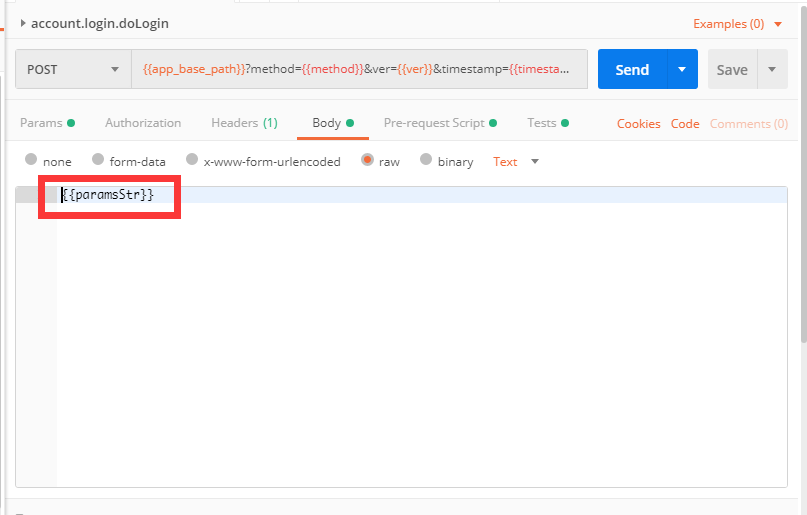 account.login.doLogin Examples (0)
POST {{app_base_path}}?method={{method}}&ver={{ver}}&timestamp={{timesta... Send Save
Params Authorization Headers (1) Body Pre-request Script Tests Cookies Code Comments (0)
none form-data x-www-form-urlencoded raw binary Text
{{paramsStr}}